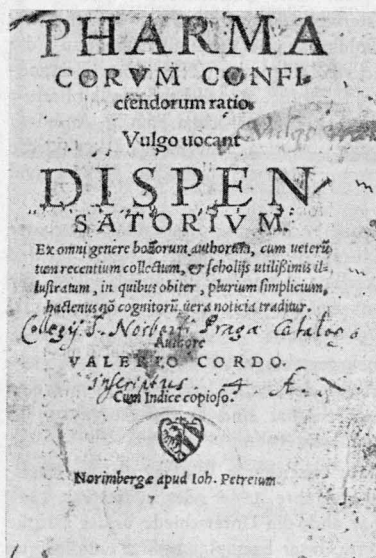 PHARMA
CORVM CONFI
ciendorum ratio.
Vulgo uocant
DISPEN
SATORIVM.
Ex omni genere bonorum authorum, cum ueterũ
tum recentium collectum, & scholijs utilißimis il-
lustratum, in quibus obiter, plurium simplicium,
hactenus nõ cognitorũ uera noticia traditur.
Collegij S. Norberti Pragæ Catalogo
Authore
VALERIO CORDO.
inscriptus
Cum Indice copioso.
Norimbergæ apud Ioh. Petreium